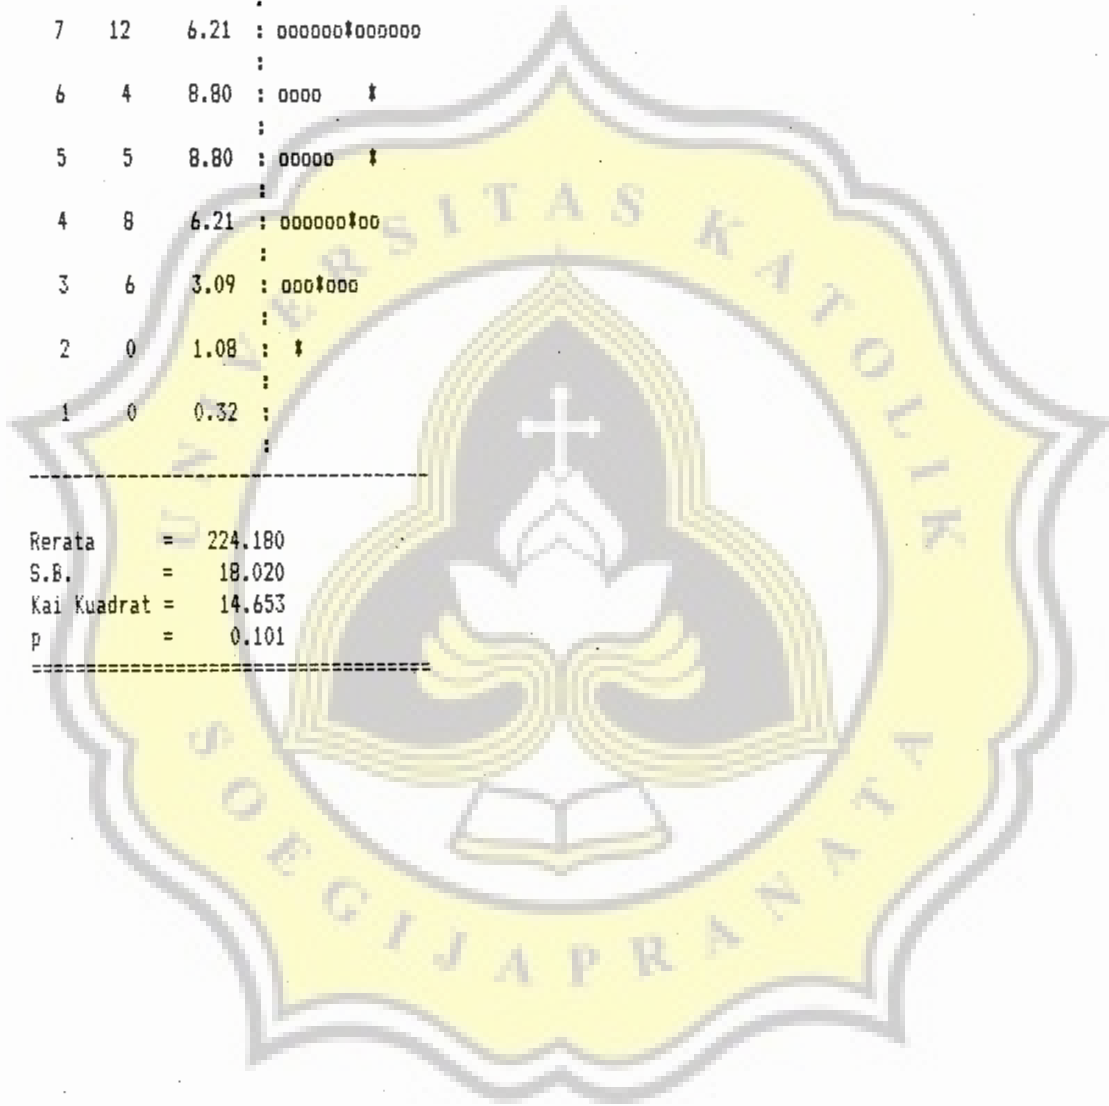 7 12 6.21 : oooooo*oooooo
:
6 4 8.80 : oooo *
:
5 5 8.80 : ooooo *
:
4 8 6.21 : oooooo*oo
:
3 6 3.09 : ooo*ooo
:
2 0 1.08 : *
:
1 0 0.32 :
:
----------------------------------------
Rerata = 224.180
S.B. = 18.020
Kai Kuadrat = 14.653
p = 0.101
========================================
UNIVERSITAS KATOLIK
SOEGIJAPRANATA